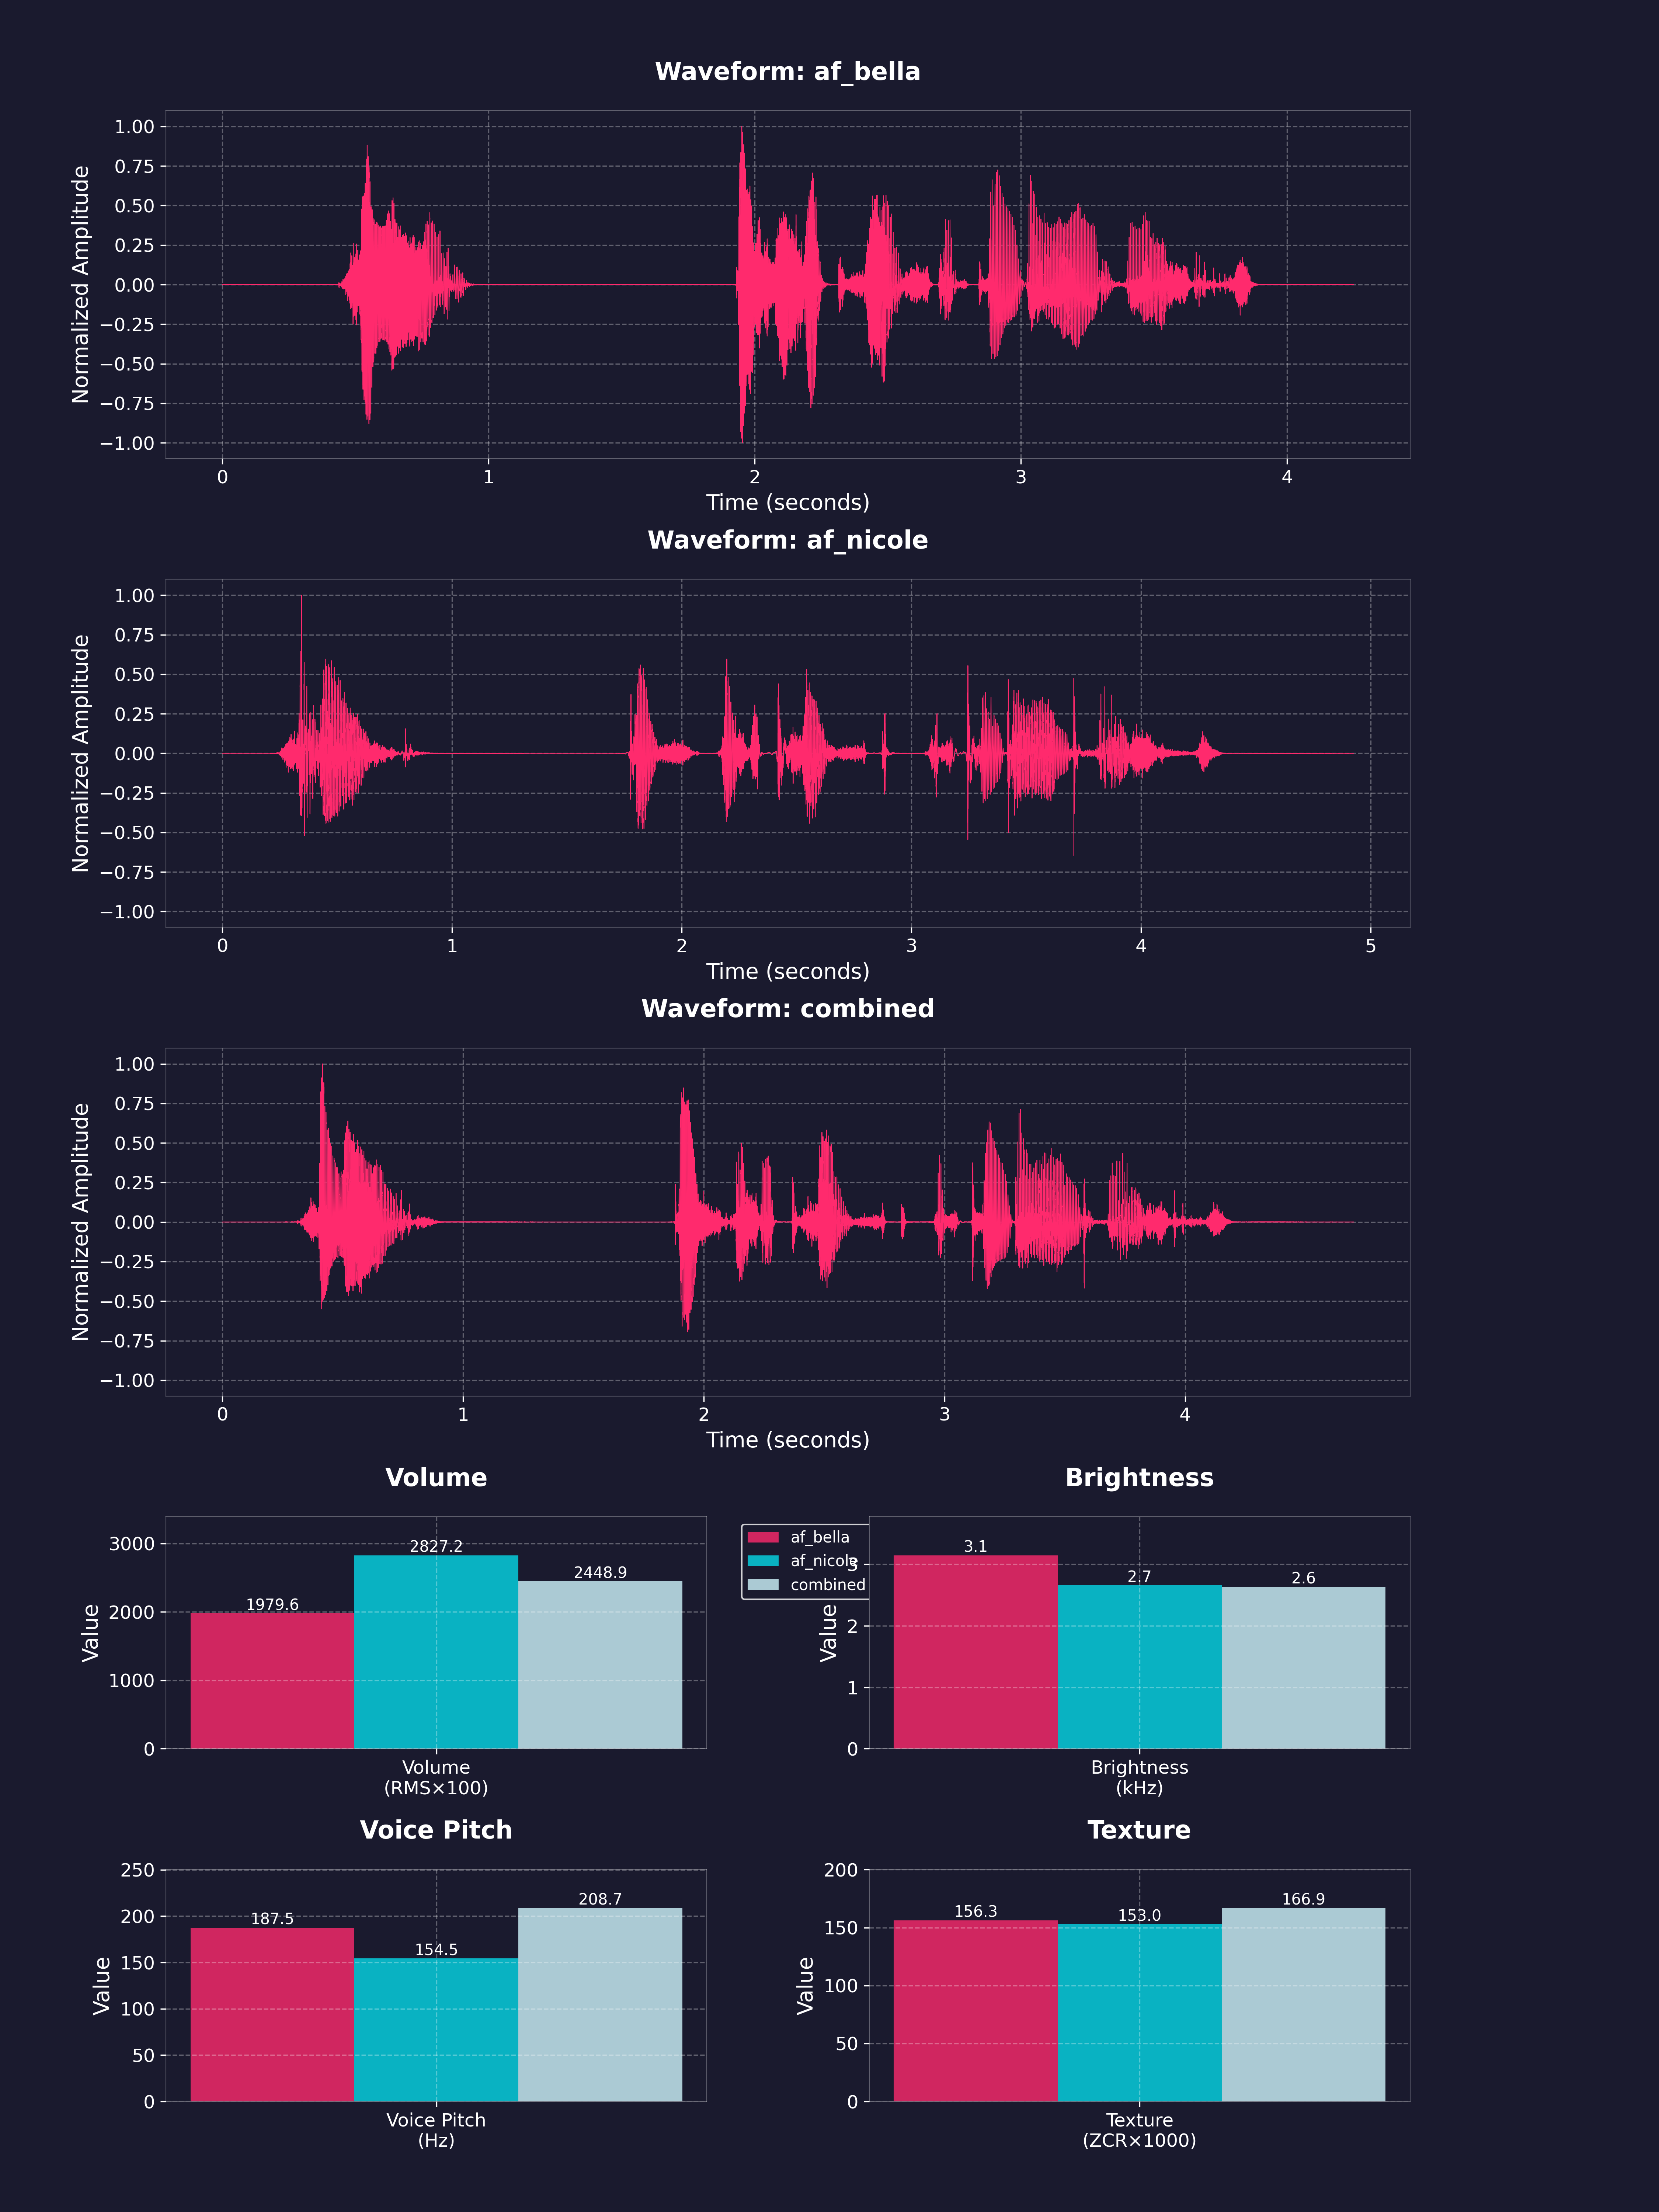 Waveform: af_bella
1.00
0.75
0.50
0.25
0.00
−0.25
−0.50
−0.75
−1.00
Normalized Amplitude
0 1 2 3 4
Time (seconds)
Waveform: af_nicole
1.00
0.75
0.50
0.25
0.00
−0.25
−0.50
−0.75
−1.00
Normalized Amplitude
0 1 2 3 4 5
Time (seconds)
Waveform: combined
1.00
0.75
0.50
0.25
0.00
−0.25
−0.50
−0.75
−1.00
Normalized Amplitude
0 1 2 3 4
Time (seconds)
Volume
3000
2000
1000
0
Value
1979.6
2827.2
2448.9
Volume
(RMS×100)
af_bella
af_nicole
combined
Brightness
3
2
1
0
Value
3.1
2.7
2.6
Brightness
(kHz)
Voice Pitch
250
200
150
100
50
0
Value
187.5
154.5
208.7
Voice Pitch
(Hz)
Texture
200
150
100
50
0
Value
156.3
153.0
166.9
Texture
(ZCR×1000)